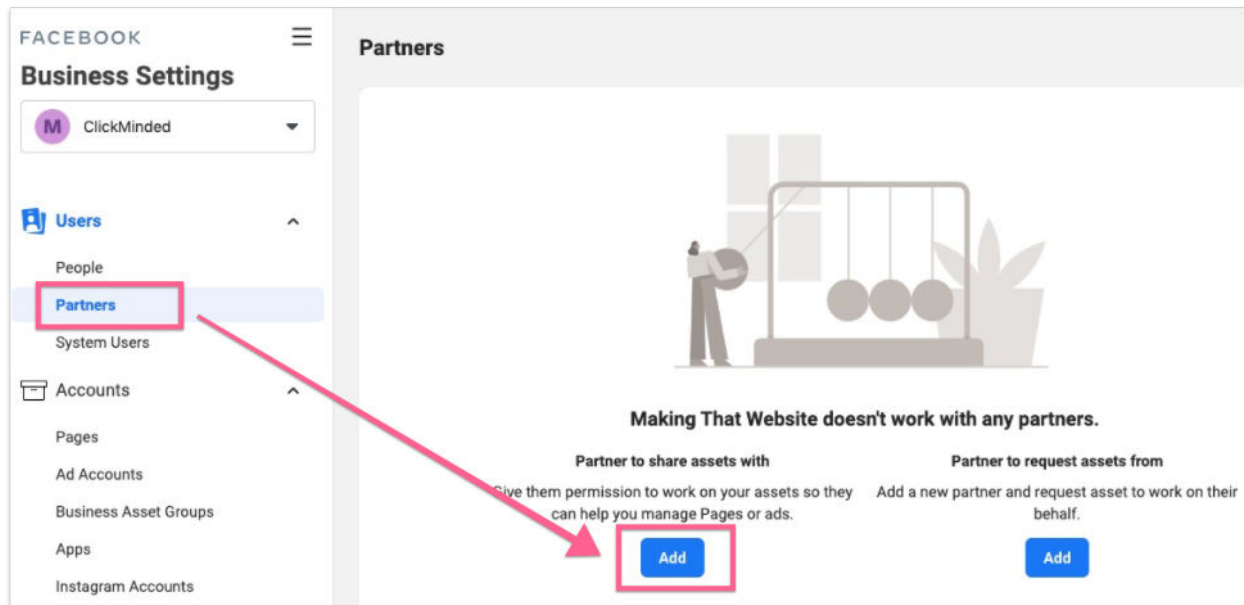 FACEBOOK
Business Settings
M ClickMinded
Users
People
Partners
System Users
Accounts
Pages
Ad Accounts
Business Asset Groups
Apps
Instagram Accounts
Partners
Making That Website doesn't work with any partners.
Partner to share assets with
Give them permission to work on your assets so they
can help you manage Pages or ads.
Add
Partner to request assets from
Add a new partner and request asset to work on their
behalf.
Add